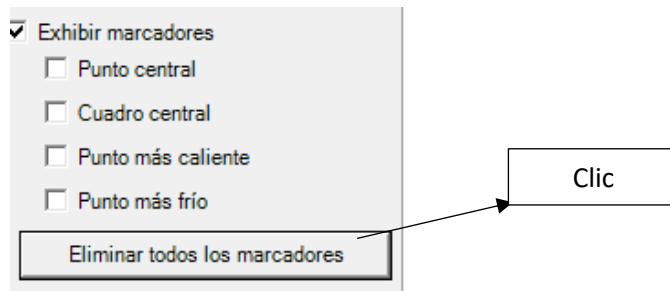 Exhibir marcadores
Punto central
Cuadro central
Punto más caliente
Punto más frío
Clic
Eliminar todos los marcadores